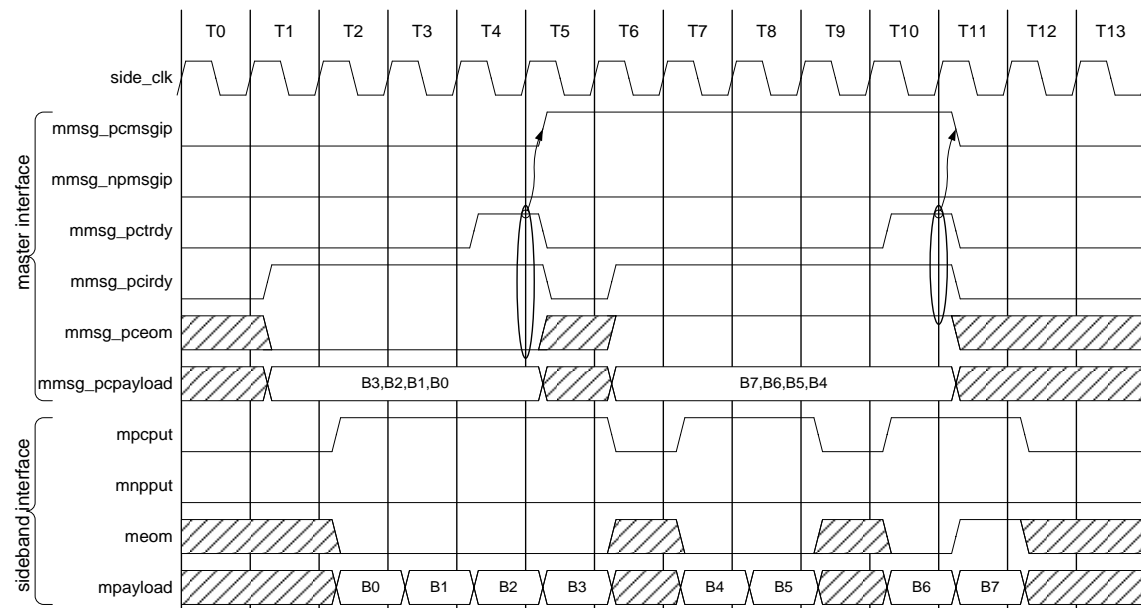 T0 T1 T2 T3 T4 T5 T6 T7 T8 T9 T10 T11 T12 T13
side_clk
master interface
mmsg_pcmsgip
mmsg_npmsgip
mmsg_pctrdy
mmsg_pcirdy
mmsg_pceom
mmsg_pcpayload B3,B2,B1,B0 B7,B6,B5,B4
sideband interface
mpcput
mnpput
meom
mpayload B0 B1 B2 B3 B4 B5 B6 B7